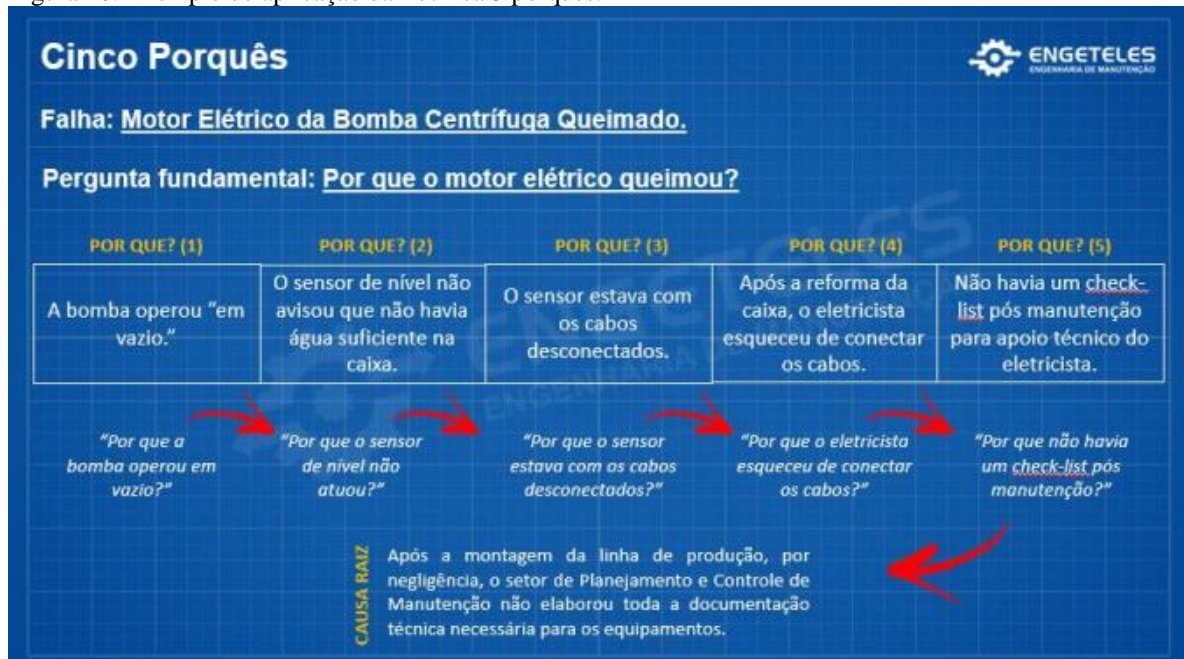 Cinco Porquês
ENGETELES
ENGENHARIA DE MANUTENÇÃO
Falha: Motor Elétrico da Bomba Centrífuga Queimado.
Pergunta fundamental: Por que o motor elétrico queimou?
POR QUE? (1)
A bomba operou “em
vazio.”
POR QUE? (2)
O sensor de nível não
avisou que não havia
água suficiente na
caixa.
POR QUE? (3)
O sensor estava com
os cabos
desconectados.
POR QUE? (4)
Após a reforma da
caixa, o eletricista
esqueceu de conectar
os cabos.
POR QUE? (5)
Não havia um check-
list pós manutenção
para apoio técnico do
eletricista.
“Por que a
bomba operou em
vazio?”
“Por que o sensor
de nível não
atuou?”
“Por que o sensor
estava com os cabos
desconectados?”
“Por que o eletricista
esqueceu de conectar
os cabos?”
“Por que não havia
um check-list pós
manutenção?”
CAUSA RAIZ
Após a montagem da linha de produção, por
negligência, o setor de Planejamento e Controle de
Manutenção não elaborou toda a documentação
técnica necessária para os equipamentos.